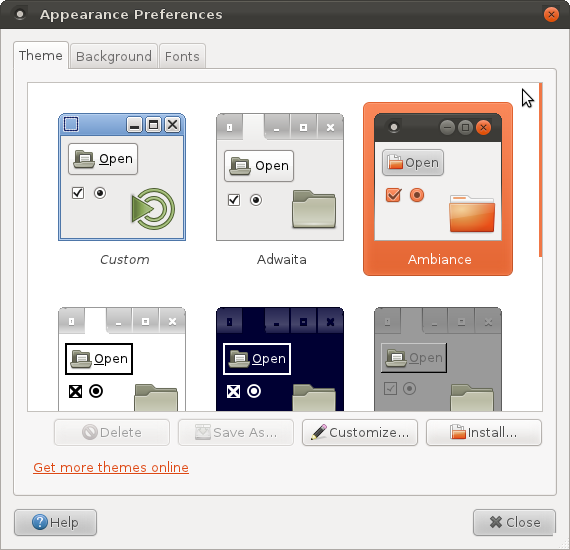 Appearance Preferences
Theme Background Fonts
Open Open Open
Custom Adwaita Ambiance
Open Open Open
Delete Save As... Customize... Install...
Get more themes online
Help Close